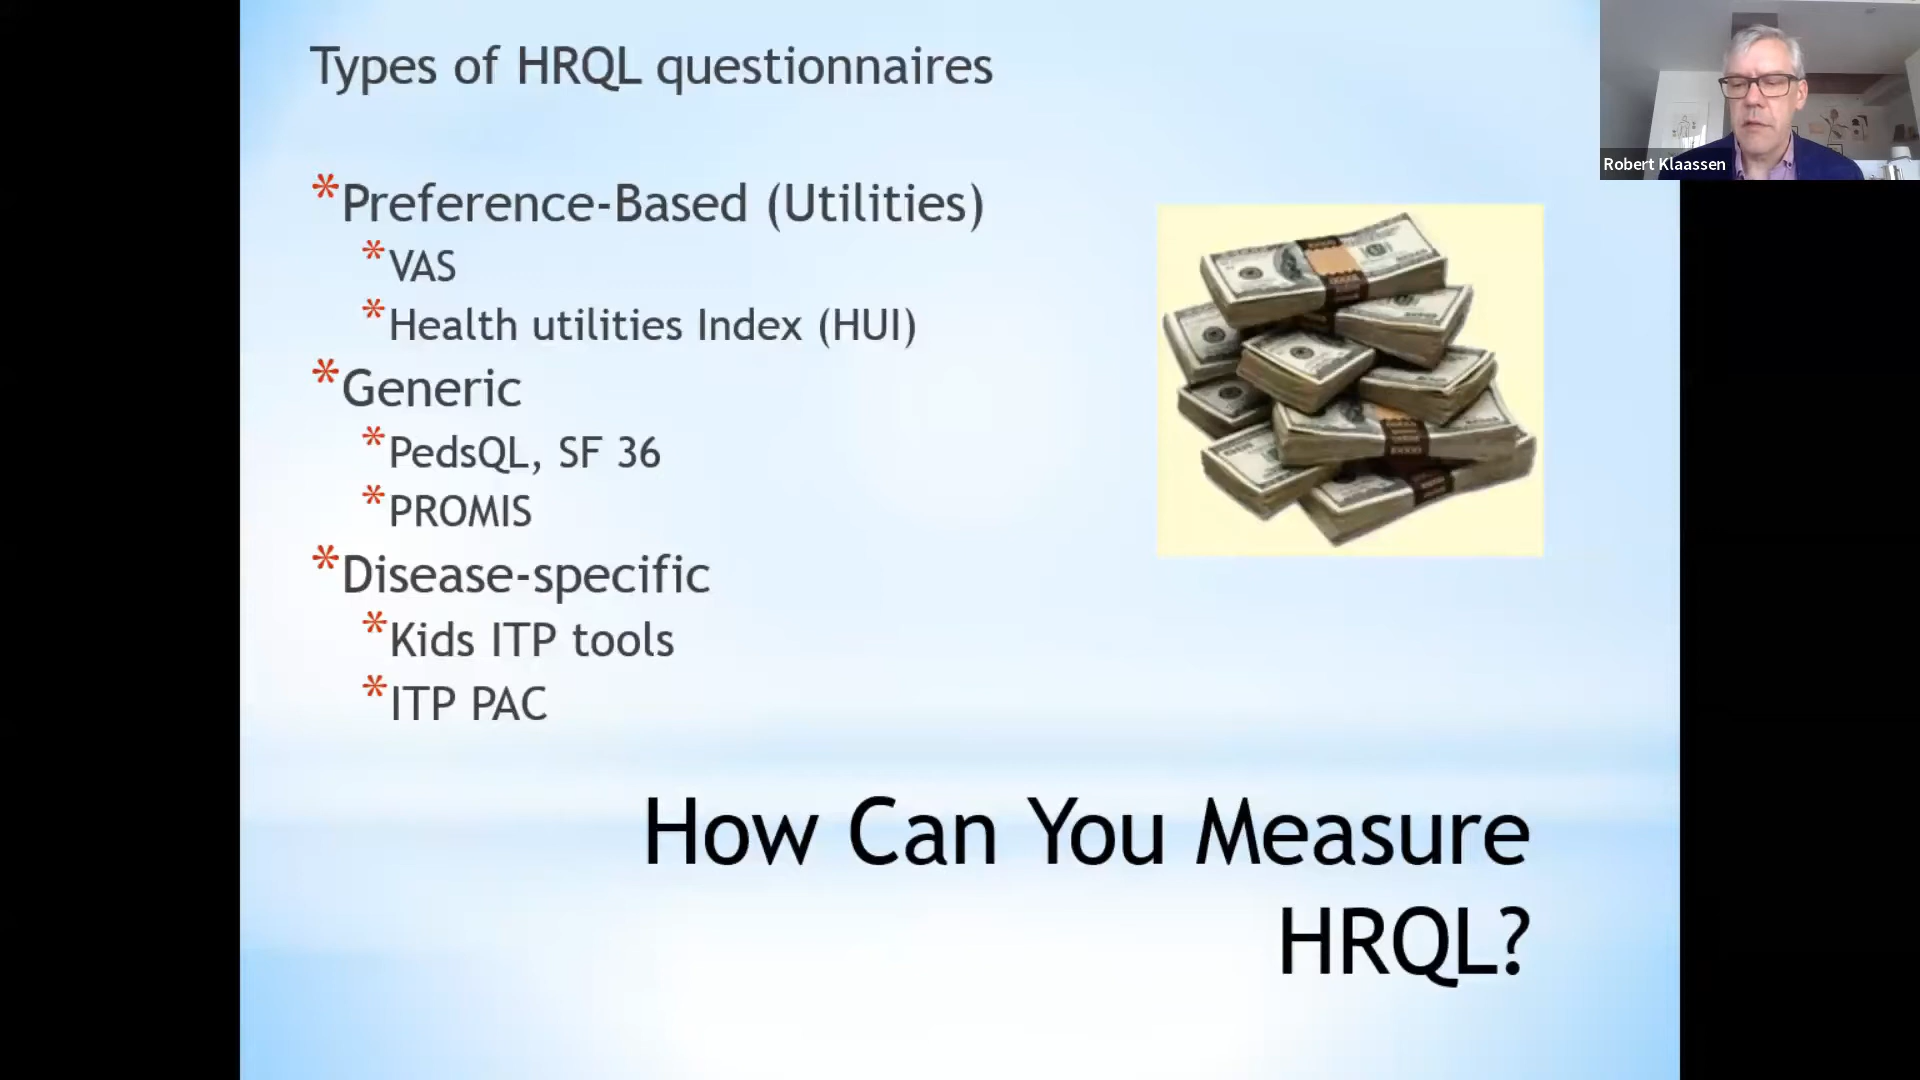 Types of HRQL questionnaires
*Preference-Based (Utilities)
*VAS
*Health utilities Index (HUI)
*Generic
*PedsQL, SF 36
*PROMIS
*Disease-specific
*Kids ITP tools
*ITP PAC
How Can You Measure
HRQL?
Robert Klaassen